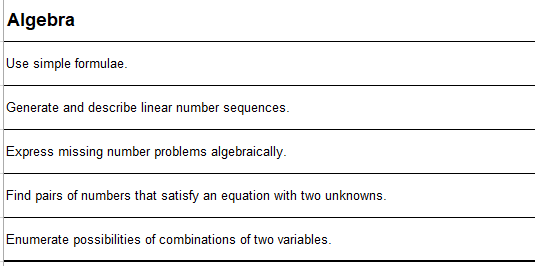 Algebra
Use simple formulae.
Generate and describe linear number sequences.
Express missing number problems algebraically.
Find pairs of numbers that satisfy an equation with two unknowns.
Enumerate possibilities of combinations of two variables.